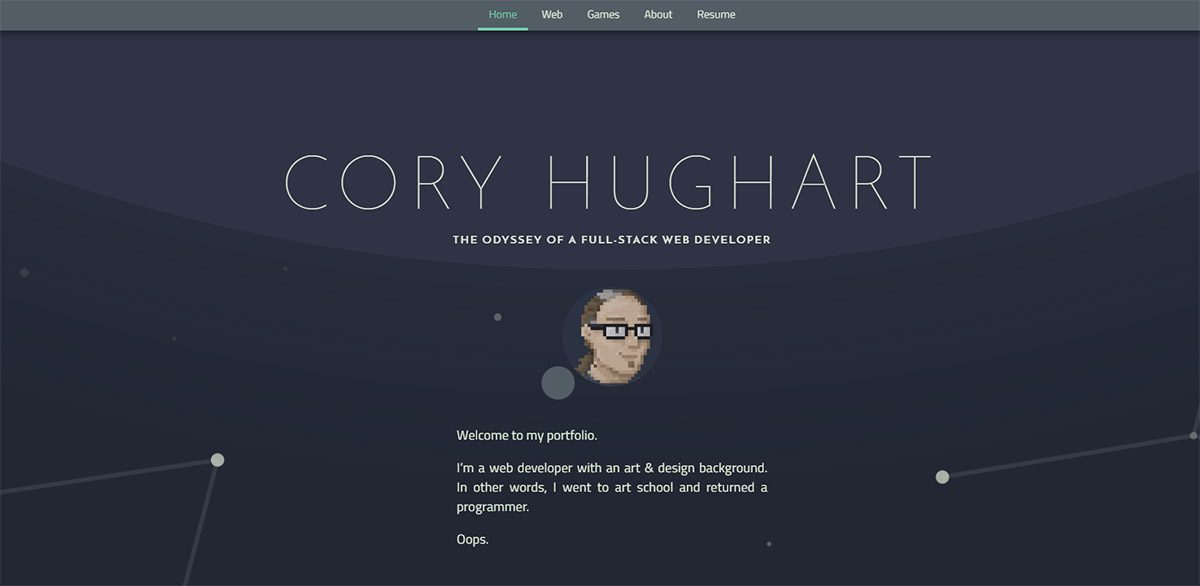 Home Web Games About Resume
CORY HUGHART
THE ODYSSEY OF A FULL-STACK WEB DEVELOPER
Welcome to my portfolio.
I'm a web developer with an art & design background.
In other words, I went to art school and returned a
programmer.
Oops.